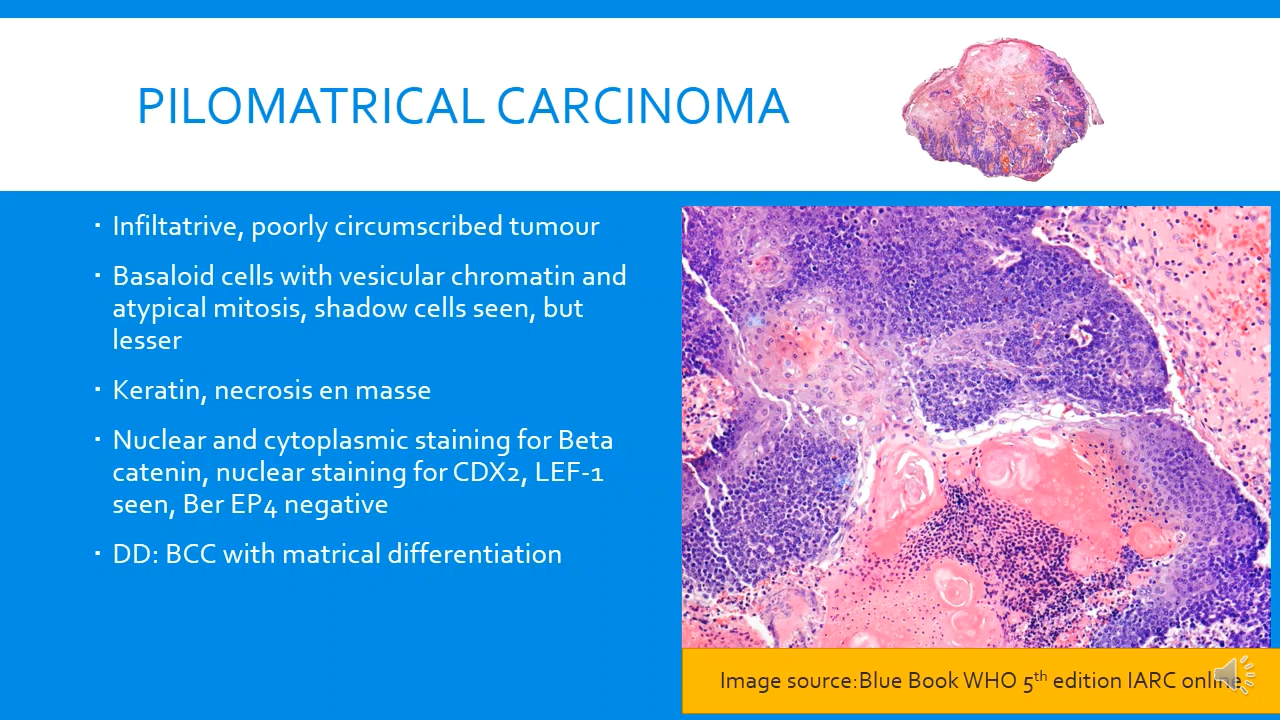 PILOMATRICAL CARCINOMA
▪ Infiltatrive, poorly circumscribed tumour
▪ Basaloid cells with vesicular chromatin and
atypical mitosis, shadow cells seen, but
lesser
▪ Keratin, necrosis en masse
▪ Nuclear and cytoplasmic staining for Beta
catenin, nuclear staining for CDX2, LEF-1
seen, Ber EP4 negative
▪ DD: BCC with matrical differentiation
Image source:Blue Book WHO 5th edition IARC online